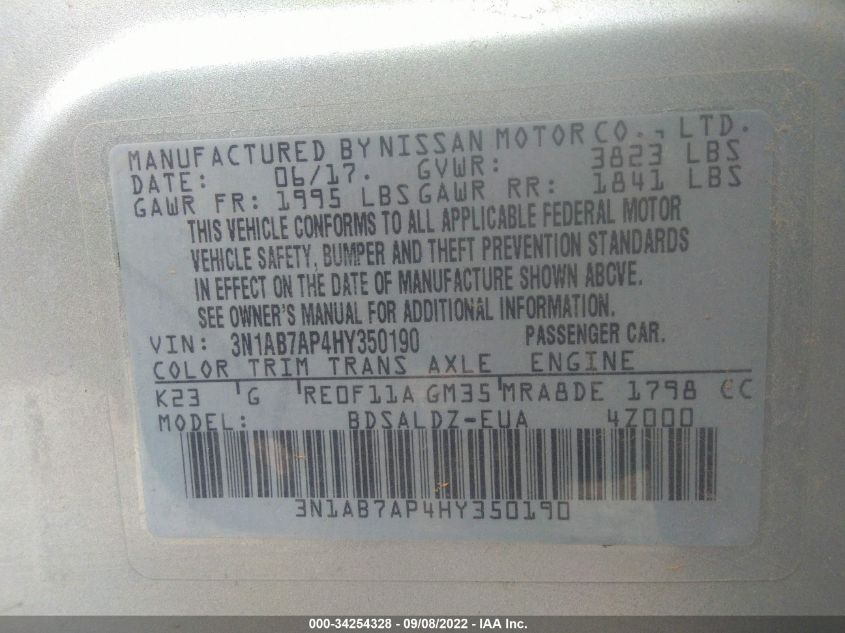 MANUFACTURED BY NISSAN MOTOR CO., LTD.
DATE: 06/17. GVWR: 3823 LBS
GAWR FR: 1995 LBS GAWR RR: 1841 LBS
THIS VEHICLE CONFORMS TO ALL APPLICABLE FEDERAL MOTOR
VEHICLE SAFETY, BUMPER AND THEFT PREVENTION STANDARDS
IN EFFECT ON THE DATE OF MANUFACTURE SHOWN ABOVE.
SEE OWNER'S MANUAL FOR ADDITIONAL INFORMATION.
VIN: 3N1AB7AP4HY350190 PASSENGER CAR.
COLOR TRIM TRANS AXLE ENGINE
K23 G RE0F11A GM35 MRA8DE 1798 CC
MODEL: BDSALDZ-EUA 4Z000
3N1AB7AP4HY350190
000-34254328 - 09/08/2022 - IAA Inc.